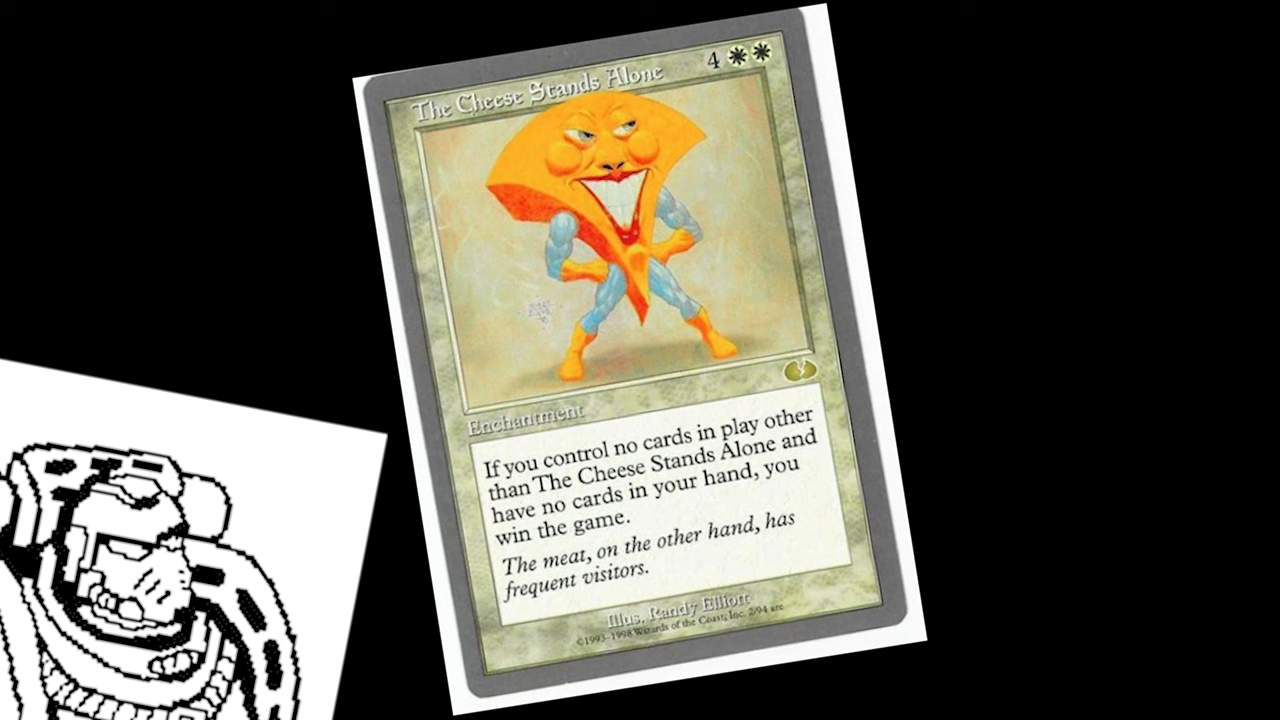 The Cheese Stands Alone 4
Enchantment
If you control no cards in play other
than The Cheese Stands Alone and
have no cards in your hand, you
win the game.
The meat, on the other hand, has
frequent visitors.
Illus. Randy Elliott
©1993–1998 Wizards of the Coast, Inc. 2/94